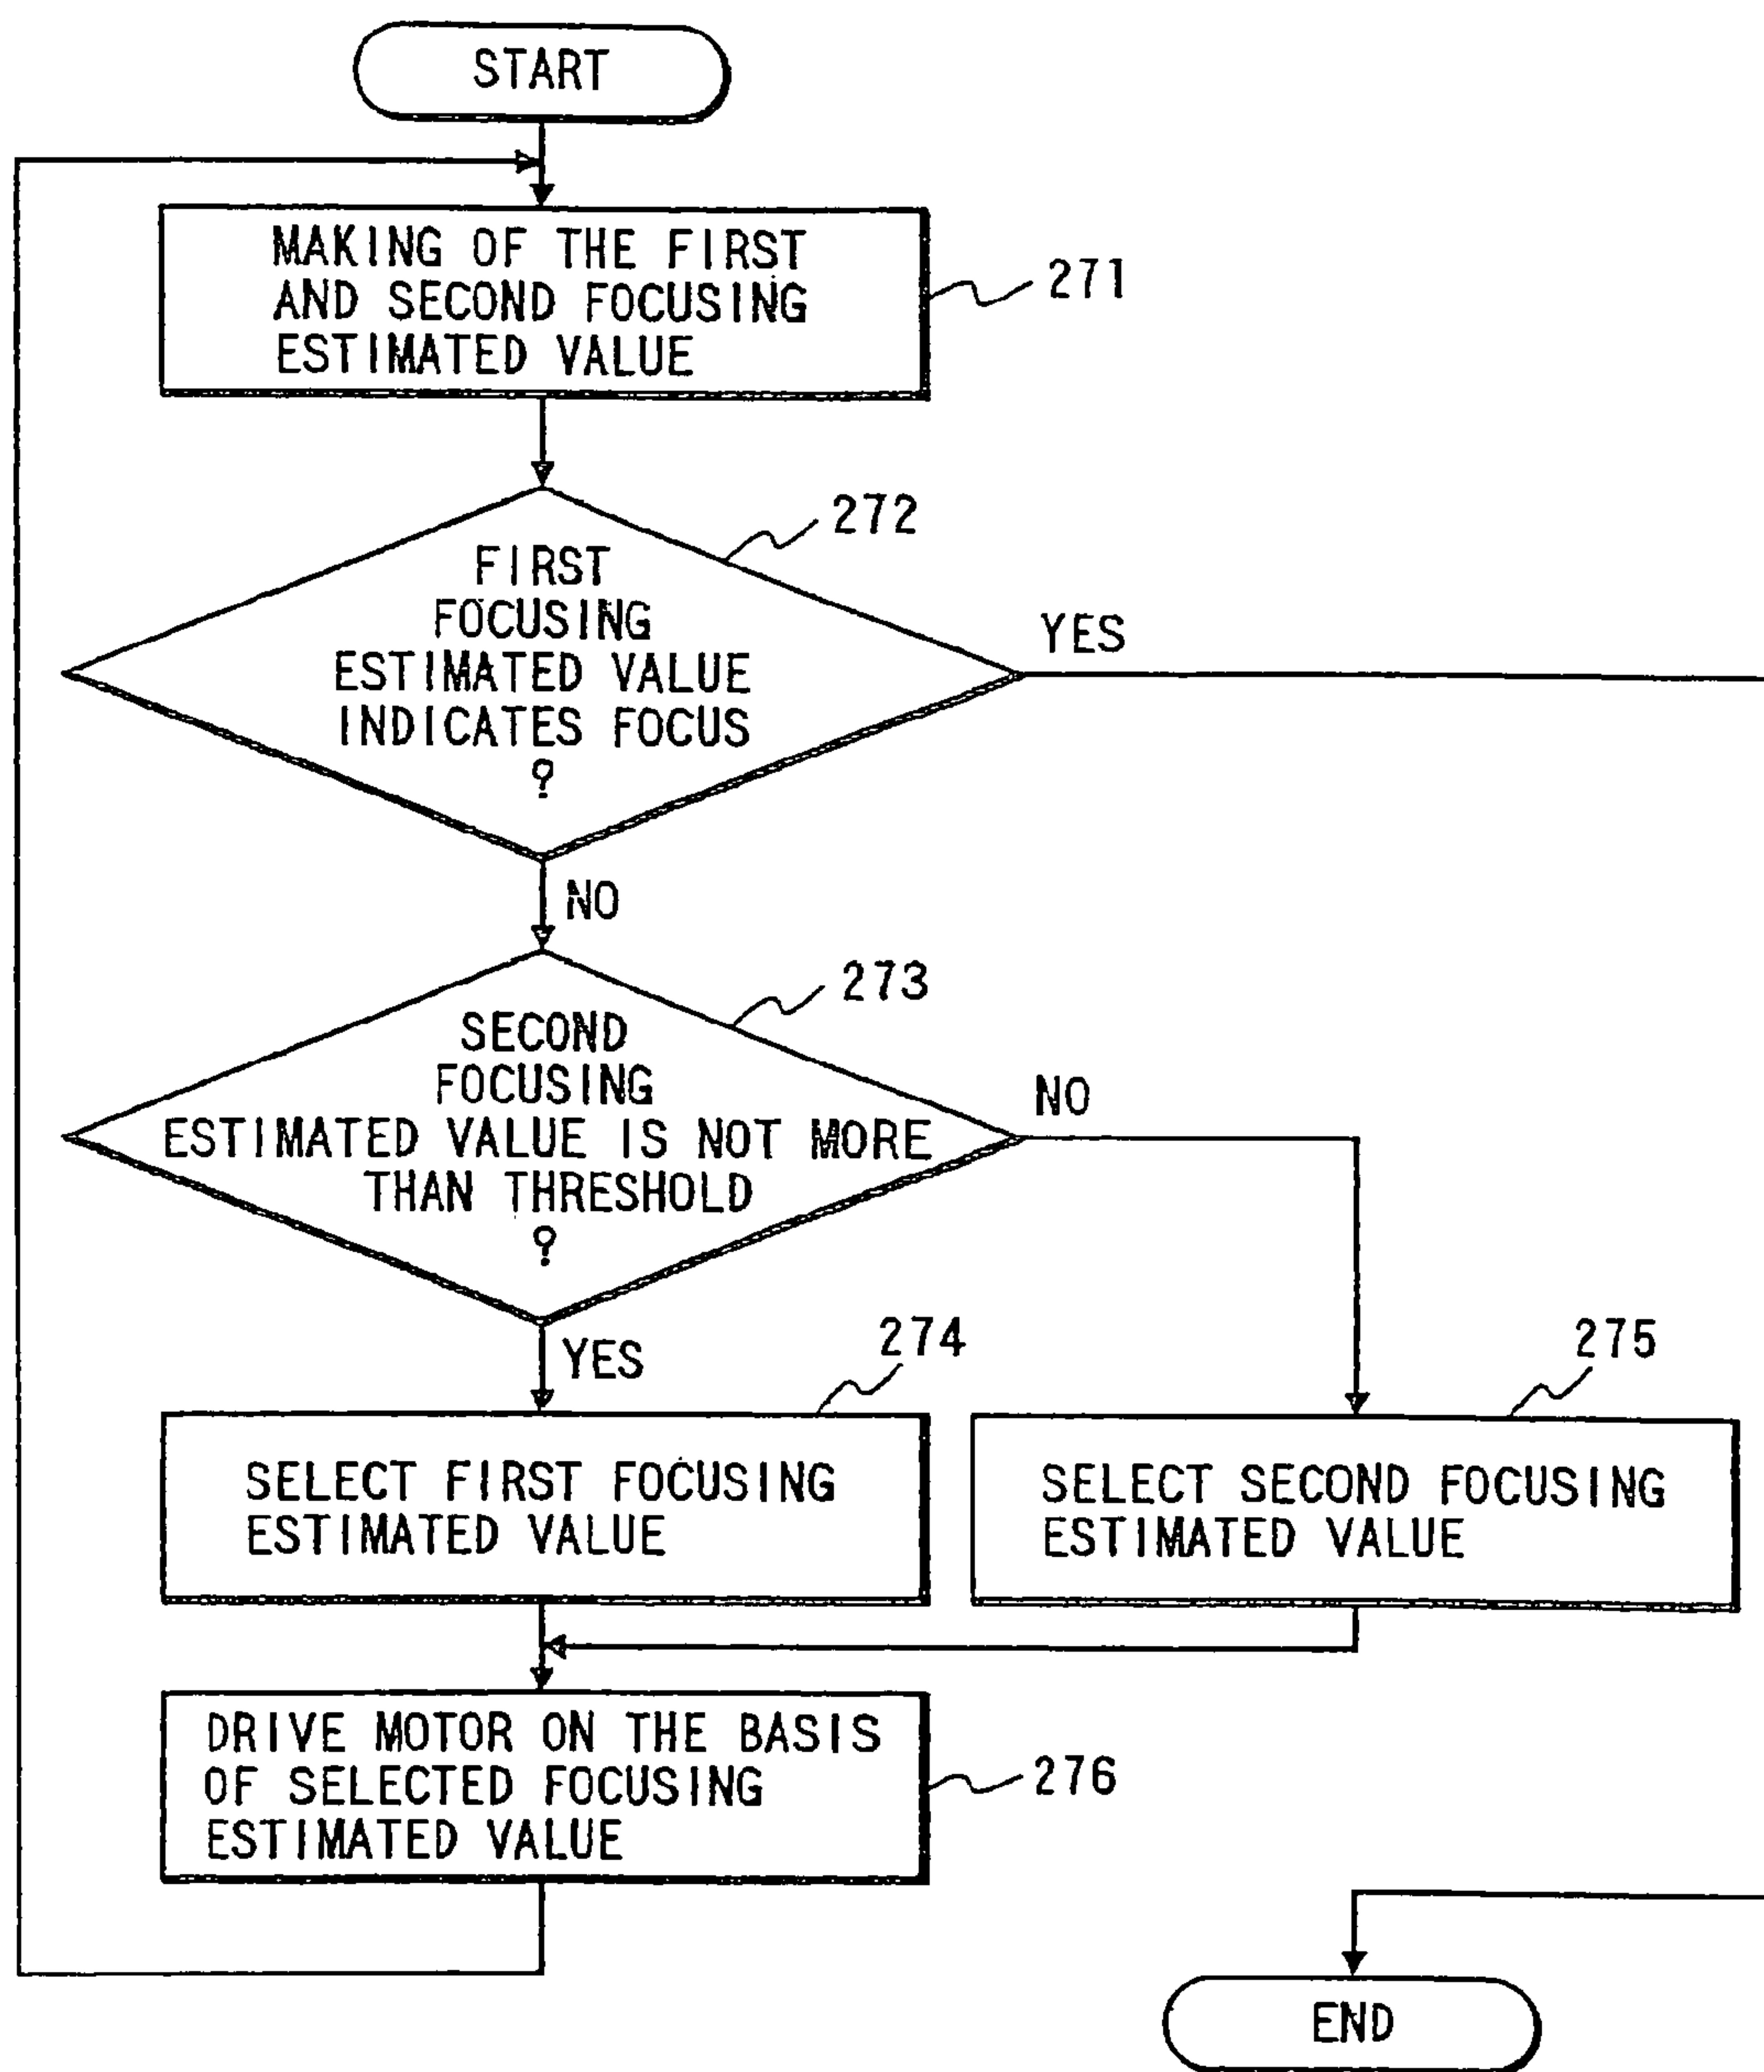 START
MAKING OF THE FIRST
AND SECOND FOCUSING
ESTIMATED VALUE
271
272
FIRST
FOCUSING
ESTIMATED VALUE
INDICATES FOCUS
?
YES
NO
273
SECOND
FOCUSING
ESTIMATED VALUE IS NOT MORE
THAN THRESHOLD
?
NO
YES
274
275
SELECT FIRST FOCUSING
ESTIMATED VALUE
SELECT SECOND FOCUSING
ESTIMATED VALUE
DRIVE MOTOR ON THE BASIS
OF SELECTED FOCUSING
ESTIMATED VALUE
276
END